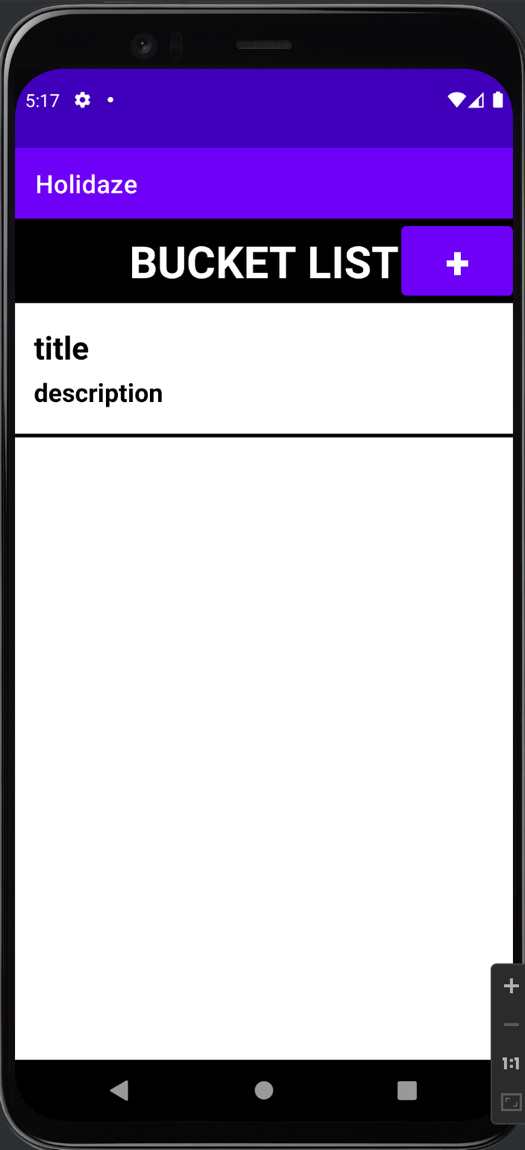 5:17
Holidaze
BUCKET LIST +
title
description
1:1